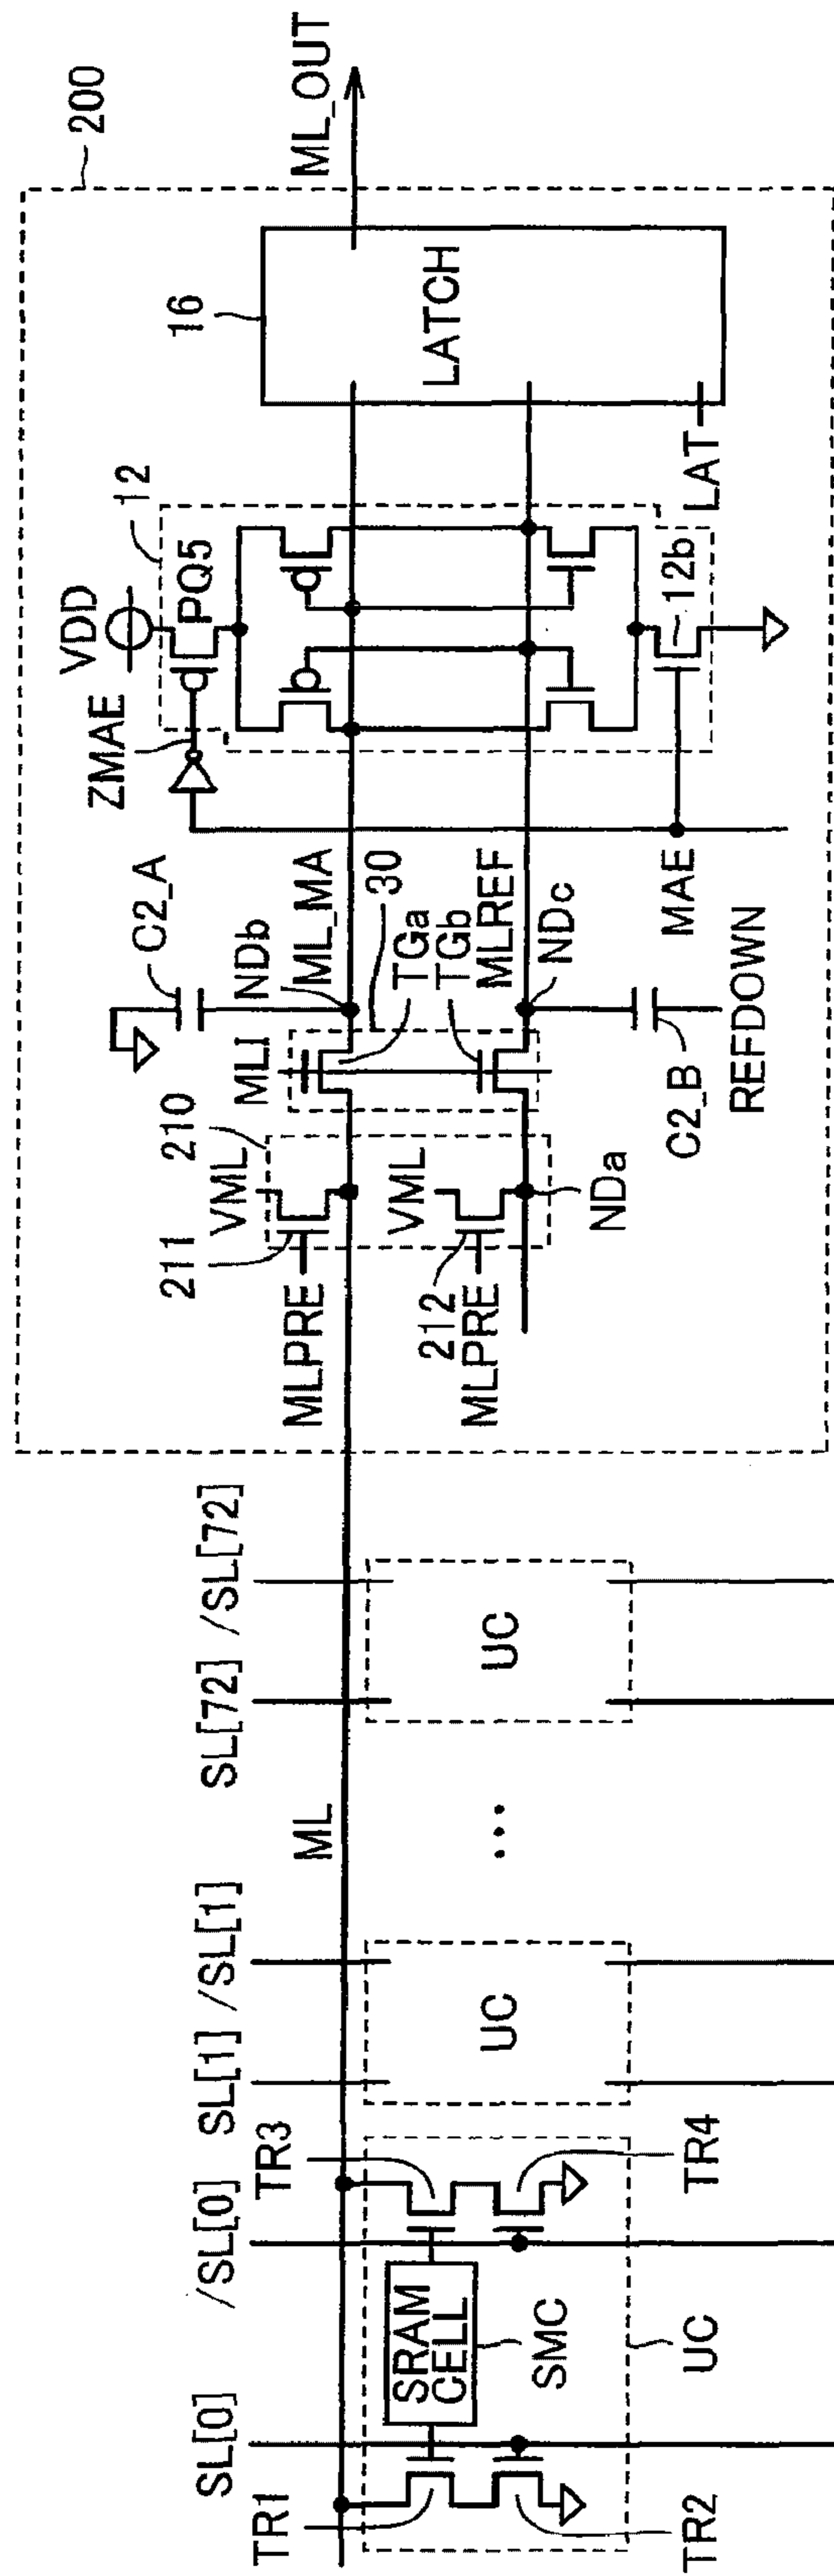 SL[0]
/SL[0]
SL[1]
/SL[1]
SL[72]
/SL[72]
TR1
TR3
ML
SRAM
CELL
SMC
TR2
TR4
UC
UC
...
UC
200
MLPRE
211
VML
210
MLPRE
212
VML
NDa
MLI
C2_A
NDb
ML_MA
30
TGa
TGb
MLREF
NDc
C2_B
REFDOWN
MAE
ZMAE
VDD
PQ5
12
12b
16
LATCH
LAT
ML_OUT